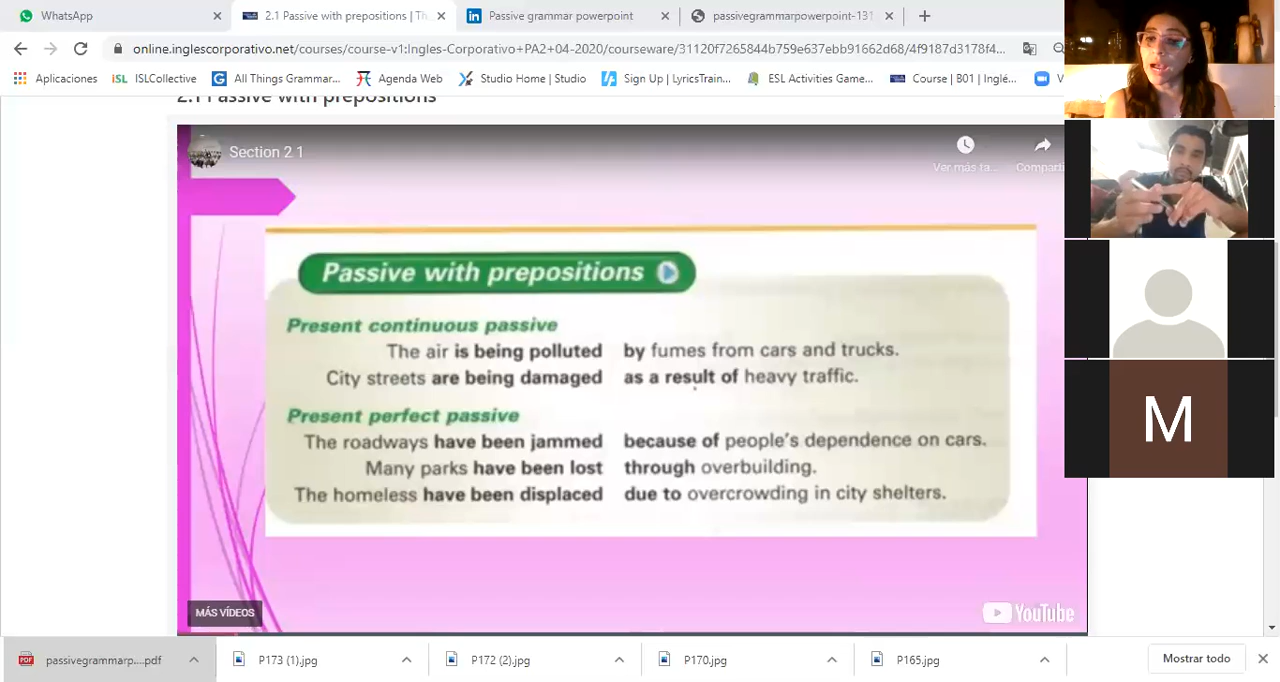 WhatsApp
2.1 Passive with prepositions | Th
Passive grammar powerpoint
passivegrammarpowerpoint-131
online.inglescorporativo.net/courses/course-v1:Ingles
orativo+PA2+04-2020/courseware/31120f7265844b759e637ebb91662d68/4f9187d3178f4...
Aplicaciones
iSL ISLCollective
All Things Grammar...
Agenda Web
Studio Home | Studio
Sign Up | LyricsTrain...
ESL Activities Game...
Course | B01 | Inglé...
2.1 Passive with prepositions
Section 2 1
Ver más ta...
Comparti
Passive with prepositions
Present continuous passive
The air is being polluted by fumes from cars and trucks.
City streets are being damaged as a result of heavy traffic.
Present perfect passive
The roadways have been jammed because of people's dependence on cars.
Many parks have been lost through overbuilding.
The homeless have been displaced due to overcrowding in city shelters.
M
MÁS VÍDEOS
YouTube
passivegrammarp....pdf
P173 (1).jpg
P172 (2).jpg
P170.jpg
P165.jpg
Mostrar todo